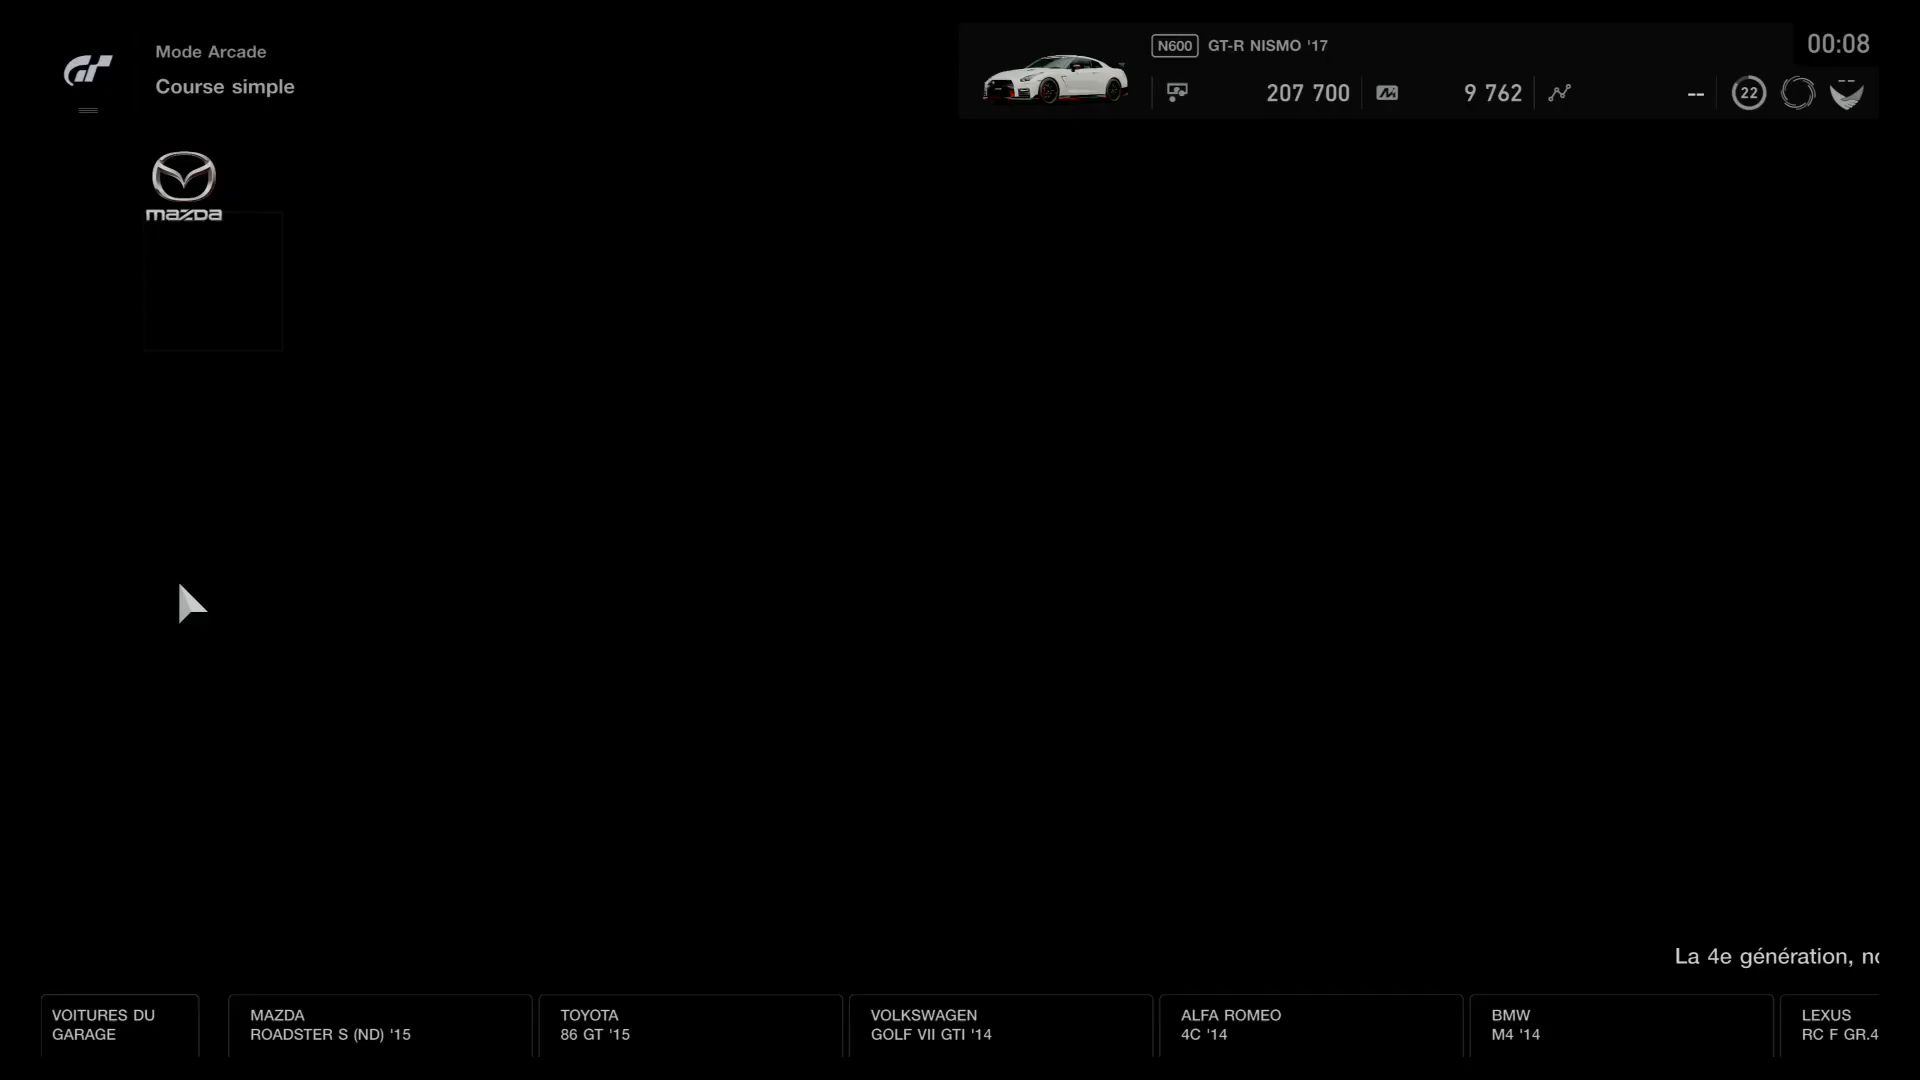 Mode Arcade
Course simple
N600 GT-R NISMO '17
00:08
207 700
9 762
--
22
--
mazda
La 4e génération,
VOITURES DU
GARAGE
MAZDA
ROADSTER S (ND) '15
TOYOTA
86 GT '15
VOLKSWAGEN
GOLF VII GTI '14
ALFA ROMEO
4C '14
BMW
M4 '14
LEXUS
RC F GR.4